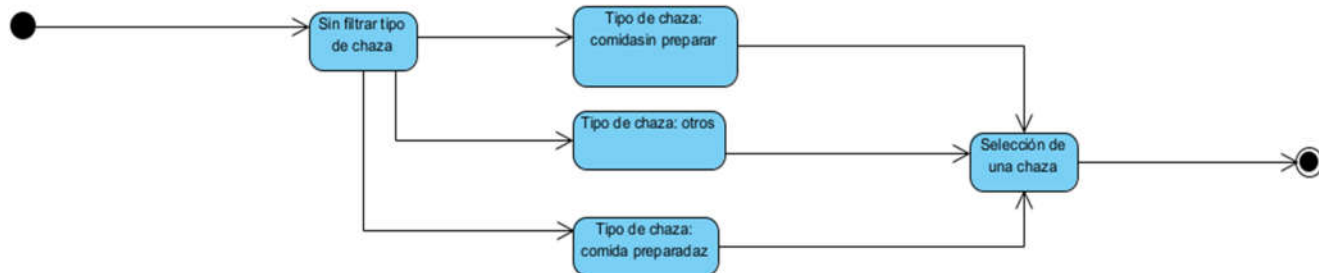 Sin filtrar tipo
de chaza
Tipo de chaza:
comidasin preparar
Tipo de chaza: otros
Selección de
una chaza
Tipo de chaza:
comida preparadaz